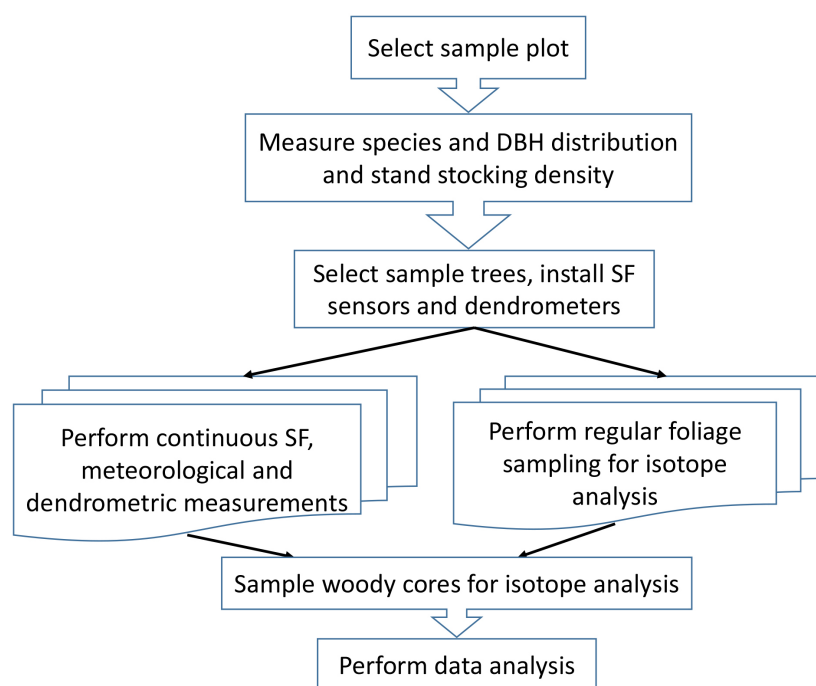 Select sample plot
Measure species and DBH distribution
and stand stocking density
Select sample trees, install SF
sensors and dendrometers
Perform continuous SF,
meteorological and
dendrometric measurements
Perform regular foliage
sampling for isotope
analysis
Sample woody cores for isotope analysis
Perform data analysis